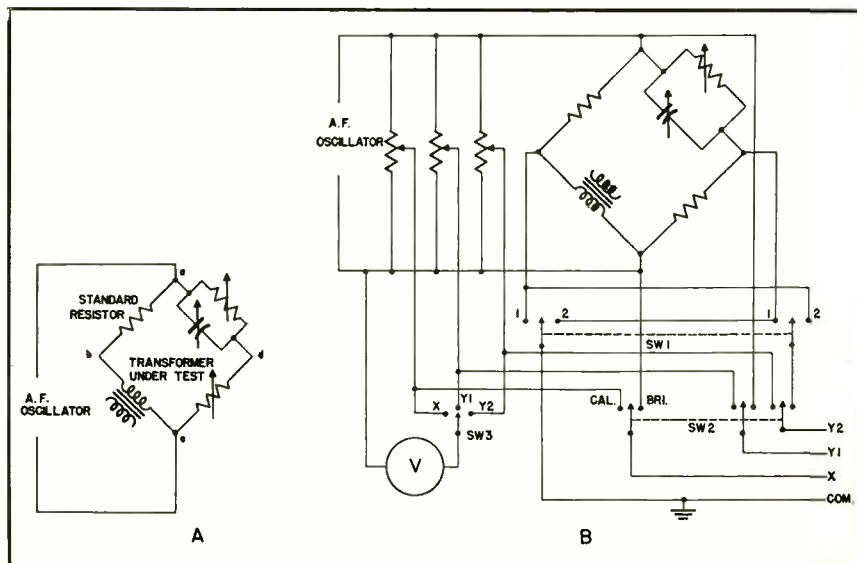 A.F.
OSCILLATOR
STANDARD
RESISTOR
a
b
d
TRANSFORMER
UNDER TEST
A.F.
OSCILLATOR
c
A
1
2
1
2
SW1
CAL.
BRI.
X
Y1
Y2
SW3
SW2
V
Y2
Y1
X
COM.
B